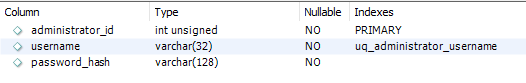 Column Type Nullable Indexes
administrator_id int unsigned NO PRIMARY
username varchar(32) NO uq_administrator_username
password_hash varchar(128) NO